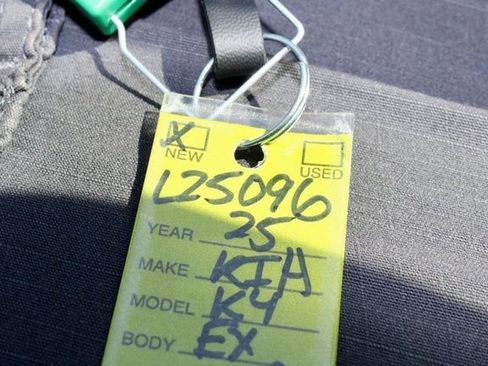 X NEW USED
L25096
YEAR 25
MAKE KIA
MODEL K4
BODY EX